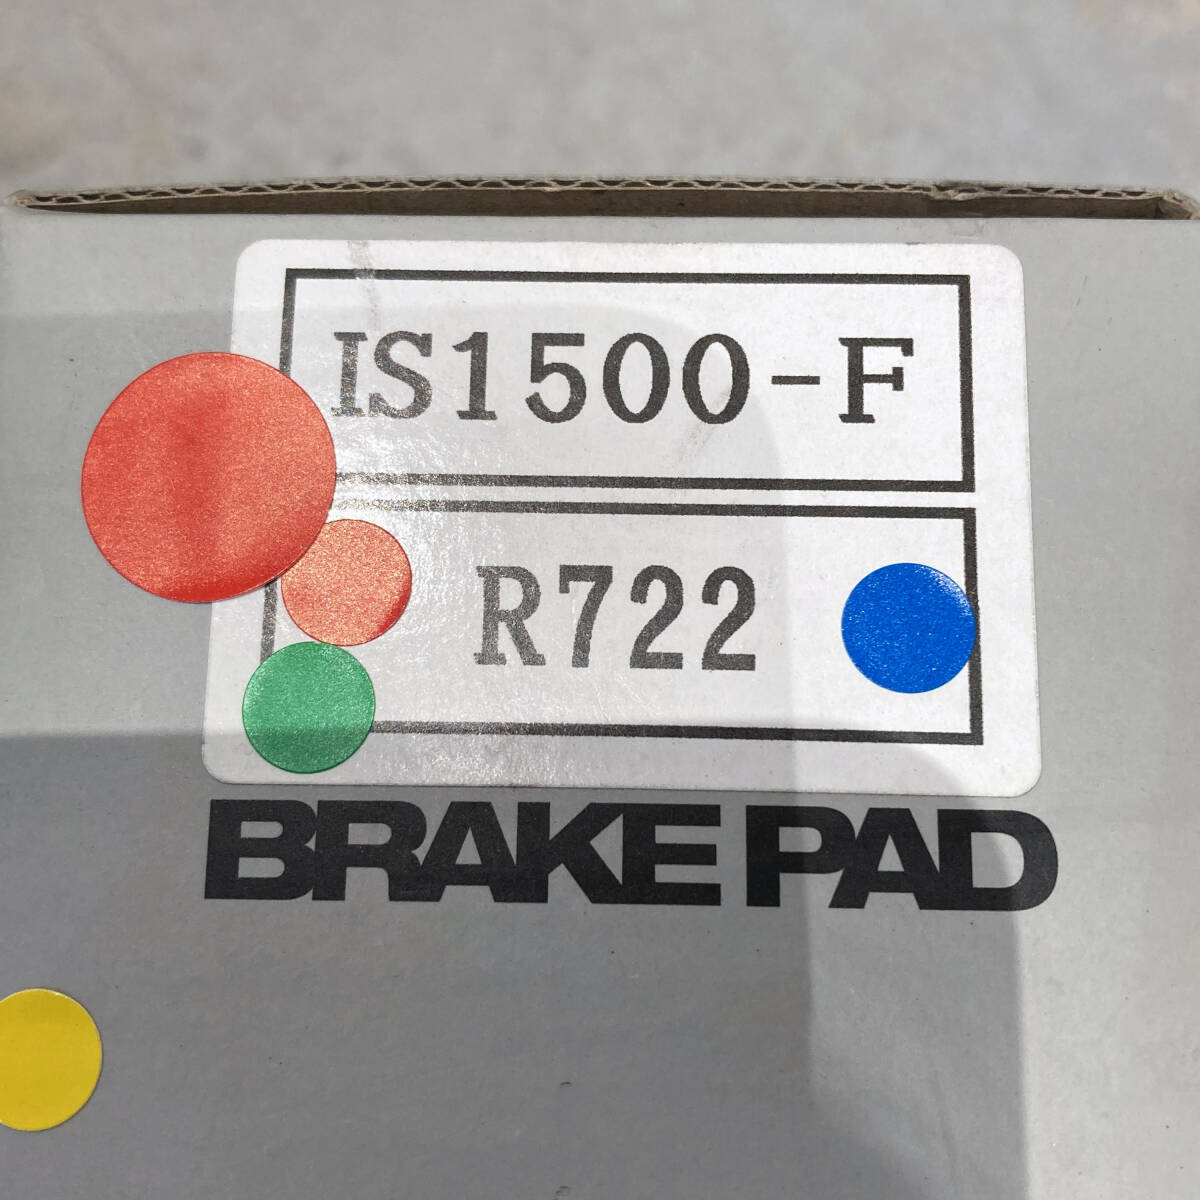 IS1500-F
R722
BRAKE PAD